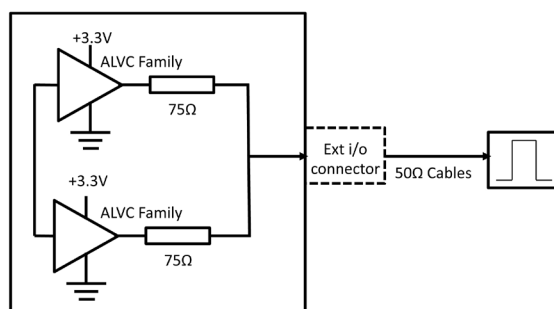 +3.3V
ALVC Family
75Ω
+3.3V
ALVC Family
75Ω
Ext i/o
connector
50Ω Cables